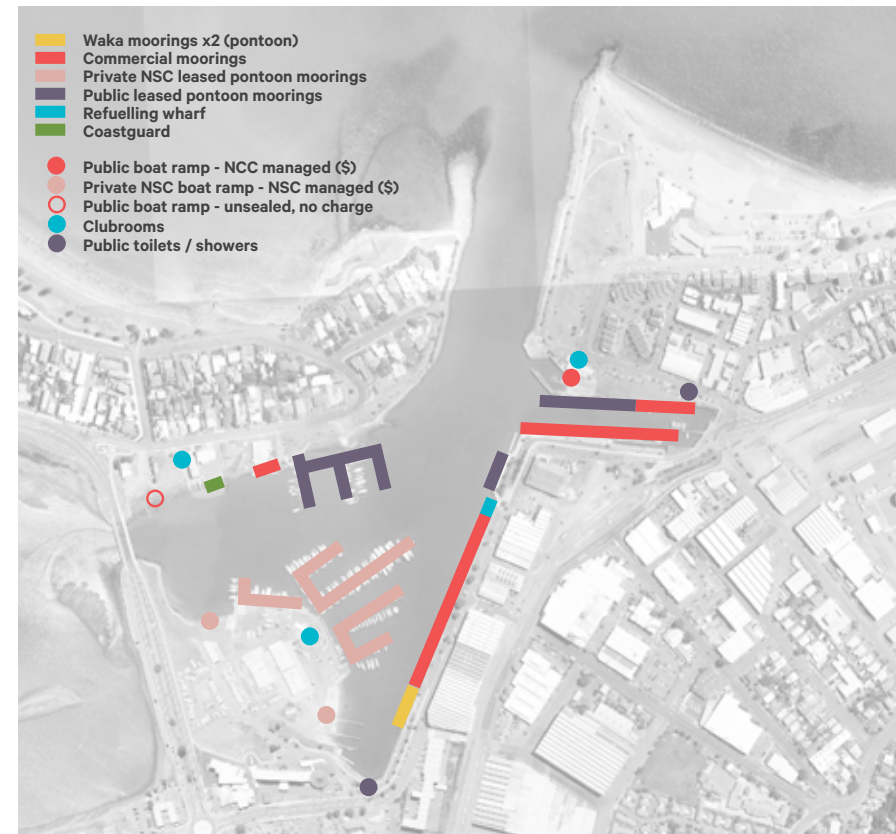 Waka moorings x2 (pontoon)
Commercial moorings
Private NSC leased pontoon moorings
Public leased pontoon moorings
Refuelling wharf
Coastguard
Public boat ramp - NCC managed ($)
Private NSC boat ramp - NSC managed ($)
Public boat ramp - unsealed, no charge
Clubrooms
Public toilets / showers